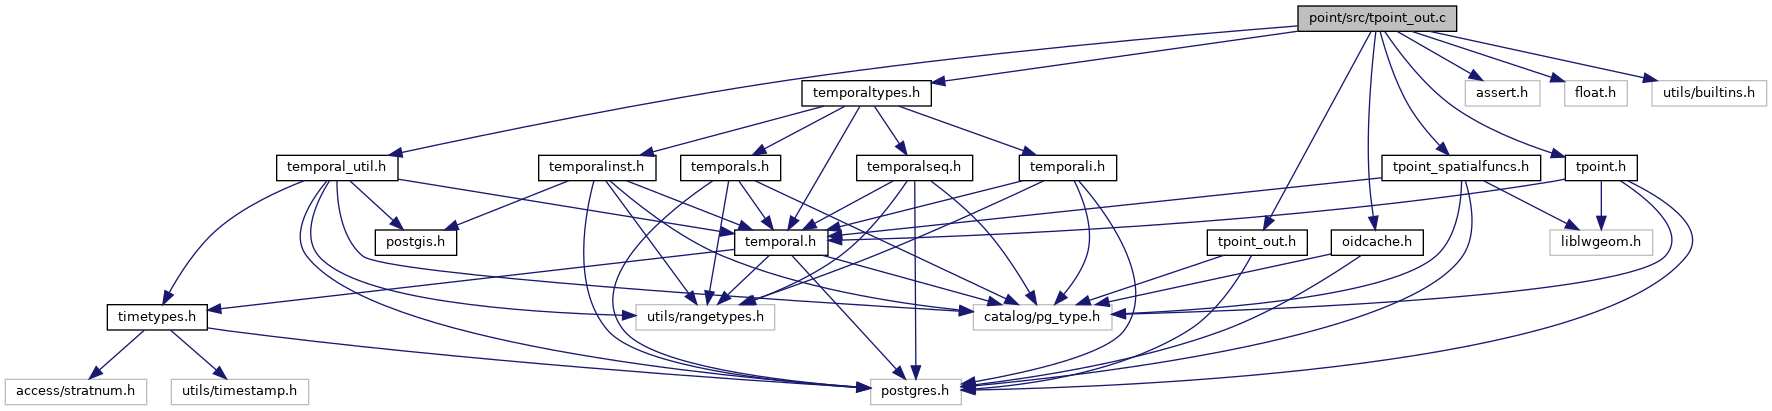 point/src/tpoint_out.c
temporaltypes.h
assert.h
float.h
utils/builtins.h
temporal_util.h
temporalinst.h
temporals.h
temporalseq.h
temporali.h
tpoint_spatialfuncs.h
tpoint.h
postgis.h
temporal.h
tpoint_out.h
oidcache.h
liblwgeom.h
timetypes.h
utils/rangetypes.h
catalog/pg_type.h
access/stratnum.h
utils/timestamp.h
postgres.h